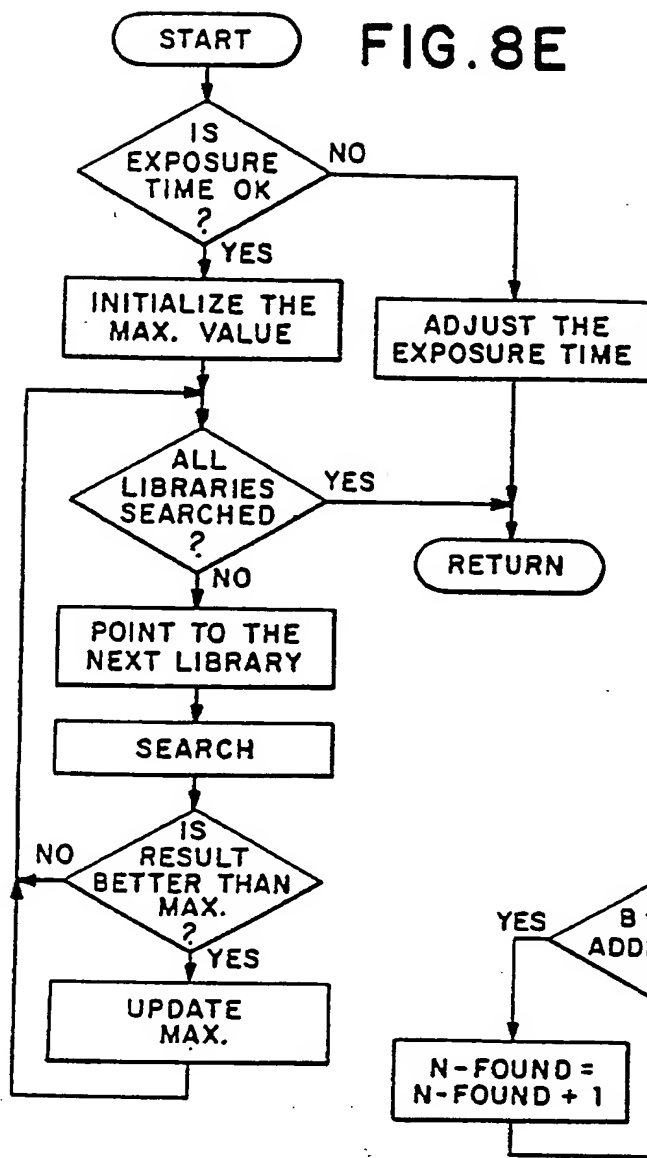 START
FIG.8E
IS
EXPOSURE
TIME OK
?
NO
YES
INITIALIZE THE
MAX. VALUE
ADJUST THE
EXPOSURE TIME
ALL
LIBRARIES
SEARCHED
?
YES
NO
RETURN
POINT TO THE
NEXT LIBRARY
SEARCH
IS
RESULT
BETTER THAN
MAX.
?
NO
YES
UPDATE
MAX.
YES
B
N-FOUND =
N-FOUND + 1